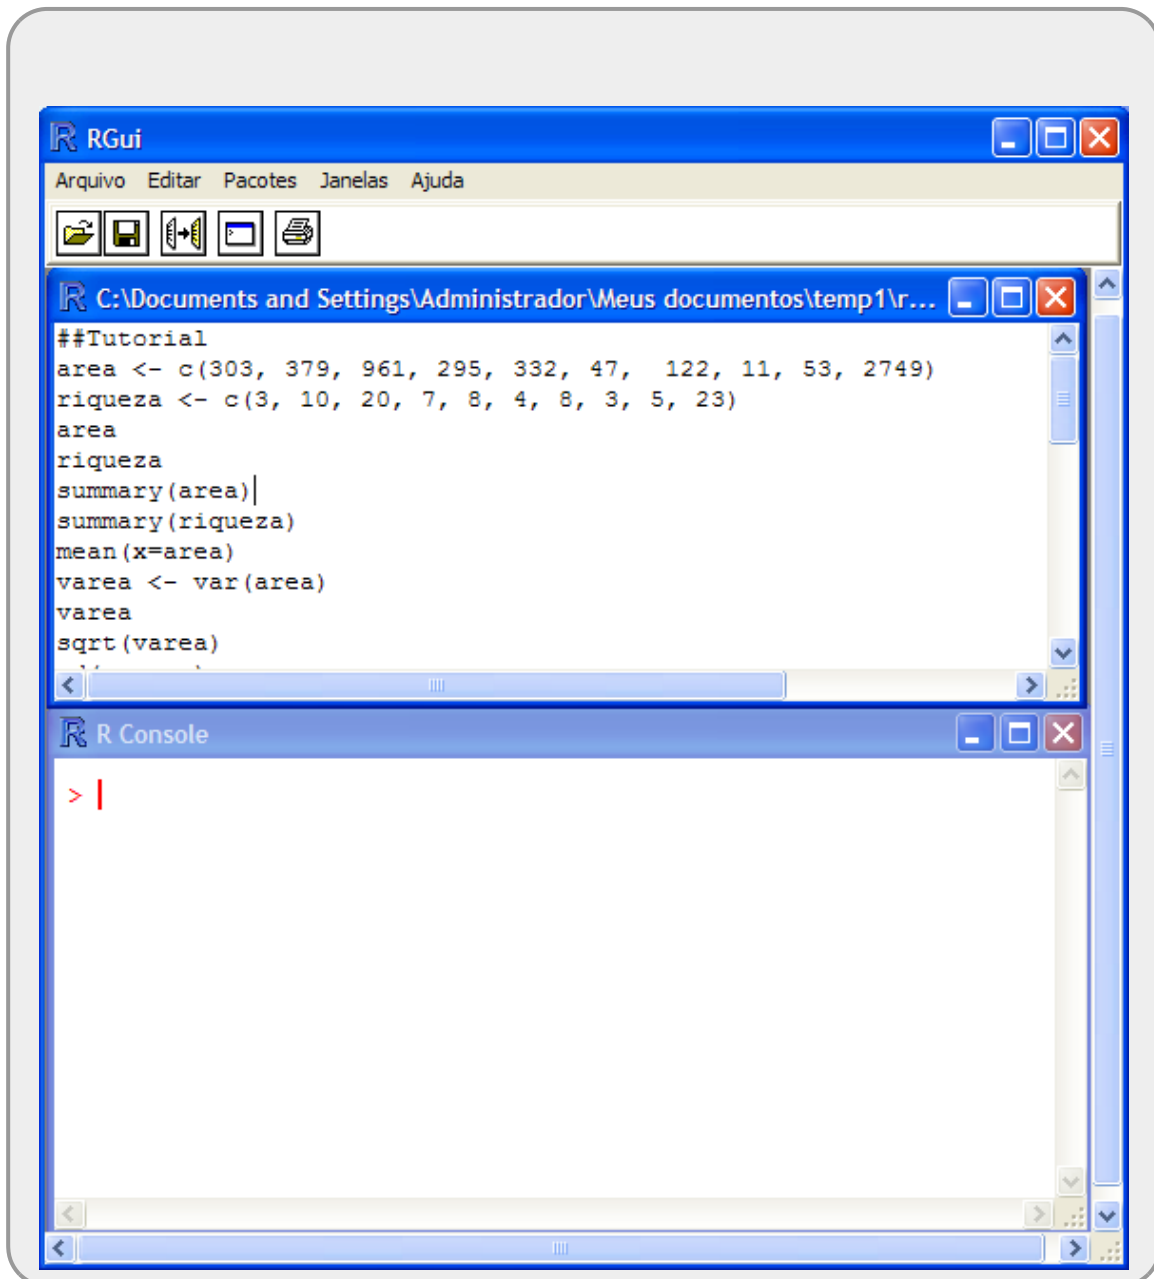 RGui
Arquivo Editar Pacotes Janelas Ajuda
C:\Documents and Settings\Administrador\Meus documentos\temp1\r...
##Tutorial
area <- c(303, 379, 961, 295, 332, 47,  122, 11, 53, 2749)
riqueza <- c(3, 10, 20, 7, 8, 4, 8, 3, 5, 23)
area
riqueza
summary(area)
summary(riqueza)
mean(x=area)
varea <- var(area)
varea
sqrt(varea)
R Console
>